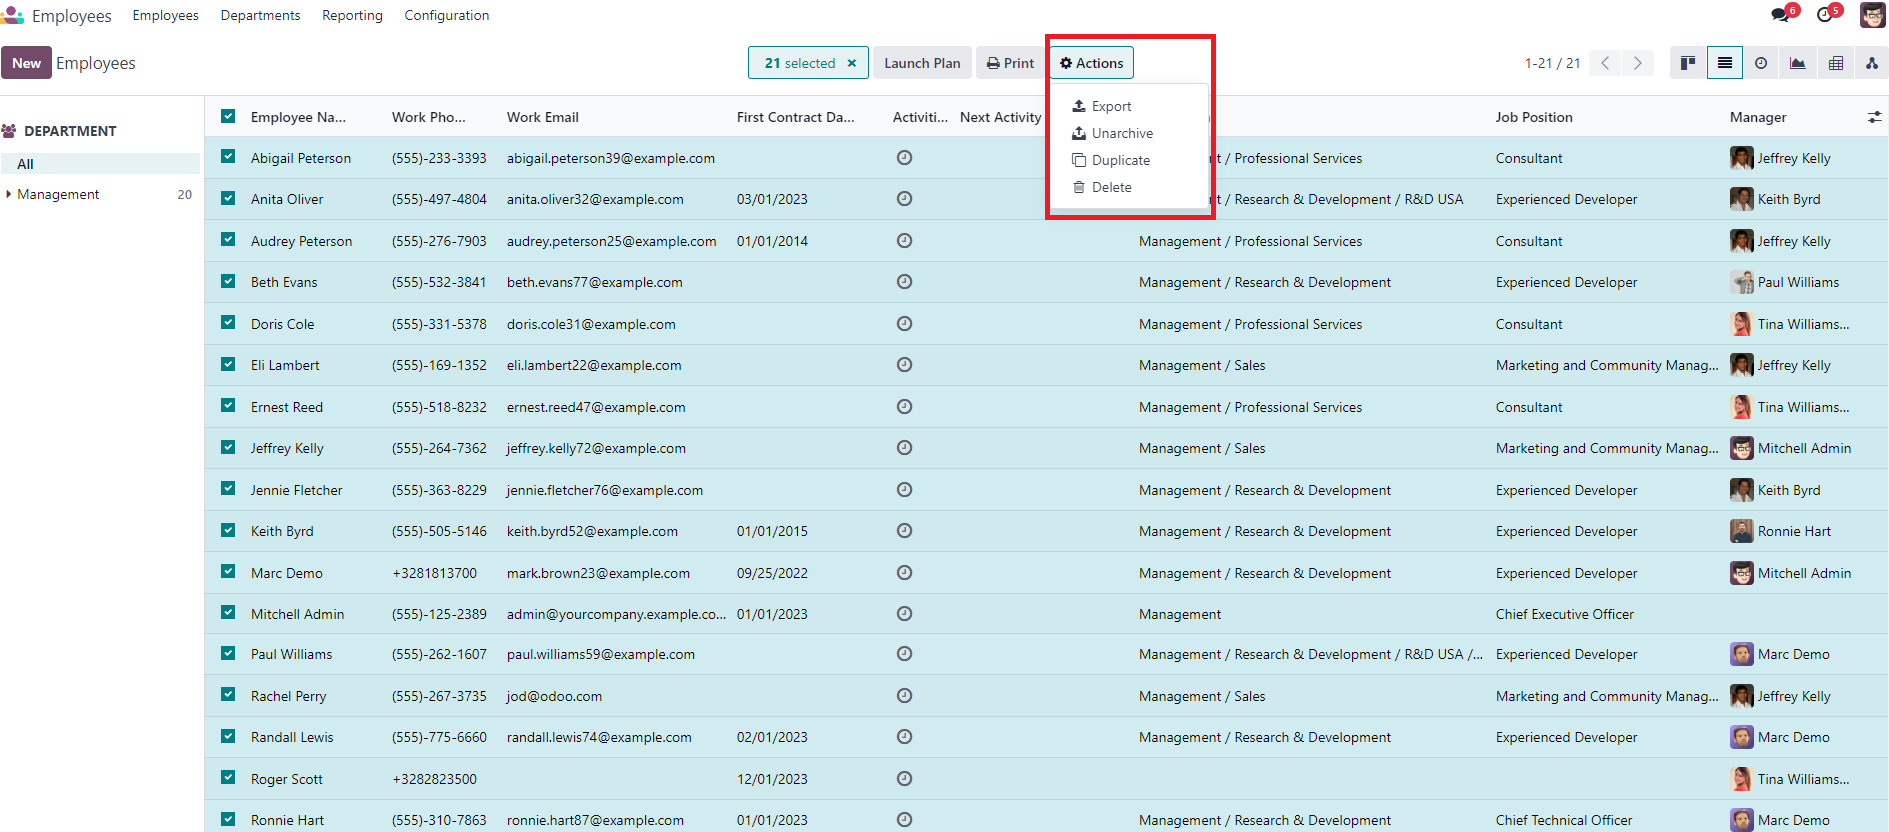 Employees Employees Departments Reporting Configuration 6 5
New Employees 21 selected × Launch Plan Print Actions 1-21 / 21
Export
Unarchive
Duplicate
Delete
DEPARTMENT
All
Management 20
Employee Na... Work Pho... Work Email First Contract Da... Activiti... Next Activity Job Position Manager
Abigail Peterson (555)-233-3393 abigail.peterson39@example.com / Professional Services Consultant Jeffrey Kelly
Anita Oliver (555)-497-4804 anita.oliver32@example.com 03/01/2023 / Research & Development / R&D USA Experienced Developer Keith Byrd
Audrey Peterson (555)-276-7903 audrey.peterson25@example.com 01/01/2014 Management / Professional Services Consultant Jeffrey Kelly
Beth Evans (555)-532-3841 beth.evans77@example.com Management / Research & Development Experienced Developer Paul Williams
Doris Cole (555)-331-5378 doris.cole31@example.com Management / Professional Services Consultant Tina Williams...
Eli Lambert (555)-169-1352 eli.lambert22@example.com Management / Sales Marketing and Community Manag... Jeffrey Kelly
Ernest Reed (555)-518-8232 ernest.reed47@example.com Management / Professional Services Consultant Tina Williams...
Jeffrey Kelly (555)-264-7362 jeffrey.kelly72@example.com Management / Sales Marketing and Community Manag... Mitchell Admin
Jennie Fletcher (555)-363-8229 jennie.fletcher76@example.com Management / Research & Development Experienced Developer Keith Byrd
Keith Byrd (555)-505-5146 keith.byrd52@example.com 01/01/2015 Management / Research & Development Experienced Developer Ronnie Hart
Marc Demo +3281813700 mark.brown23@example.com 09/25/2022 Management / Research & Development Experienced Developer Mitchell Admin
Mitchell Admin (555)-125-2389 admin@yourcompany.example.co... 01/01/2023 Management Chief Executive Officer
Paul Williams (555)-262-1607 paul.williams59@example.com Management / Research & Development / R&D USA /... Experienced Developer Marc Demo
Rachel Perry (555)-267-3735 jod@odoo.com Management / Sales Marketing and Community Manag... Jeffrey Kelly
Randall Lewis (555)-775-6660 randall.lewis74@example.com 02/01/2023 Management / Research & Development Experienced Developer Marc Demo
Roger Scott +3282823500 12/01/2023 Tina Williams...
Ronnie Hart (555)-310-7863 ronnie.hart87@example.com 01/01/2023 Management / Research & Development Chief Technical Officer Marc Demo